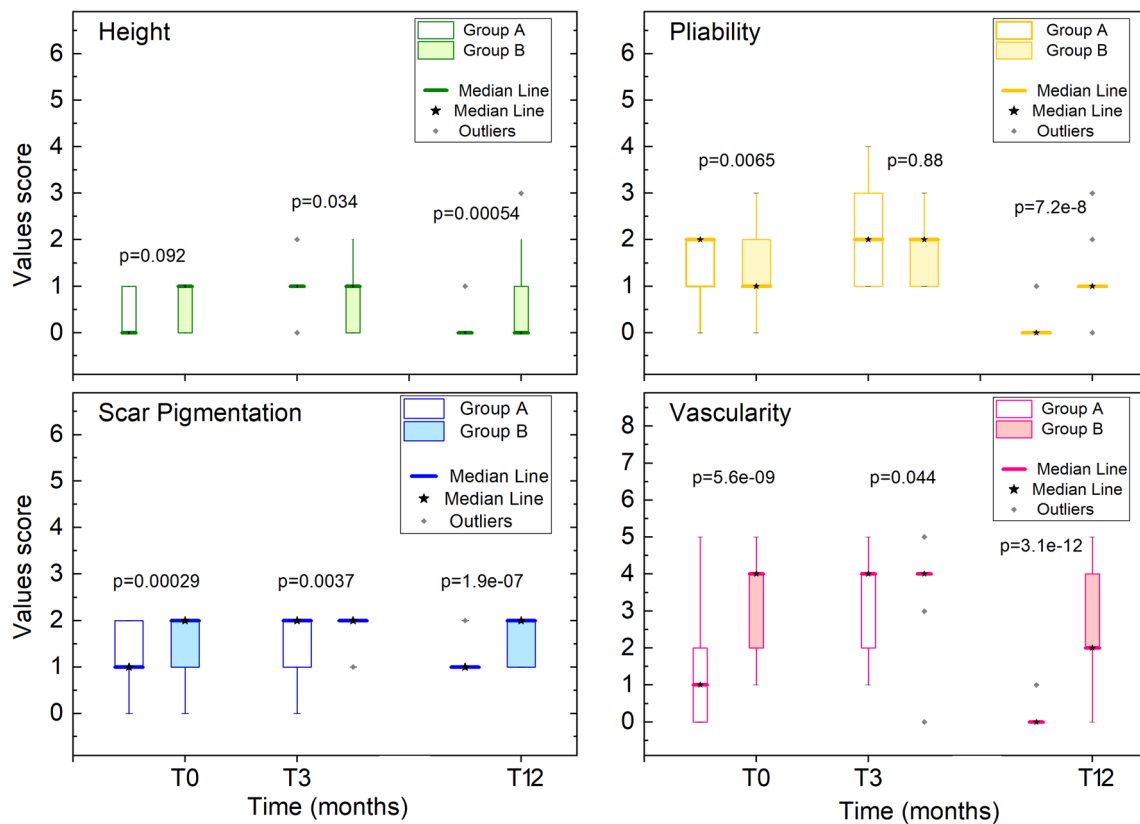 Height
Group A
Group B
Median Line
Median Line
Outliers
p=0.092
p=0.034
p=0.00054
Values score
6
5
4
3
2
1
0
Pliability
Group A
Group B
Median Line
Median Line
Outliers
p=0.0065
p=0.88
p=7.2e-8
6
5
4
3
2
1
0
Scar Pigmentation
Group A
Group B
Median Line
Median Line
Outliers
p=0.00029
p=0.0037
p=1.9e-07
Values score
6
5
4
3
2
1
0
T0
T3
T12
Time (months)
Vascularity
Group A
Group B
Median Line
Median Line
Outliers
p=5.6e-09
p=0.044
p=3.1e-12
8
7
6
5
4
3
2
1
0
T0
T3
T12
Time (months)